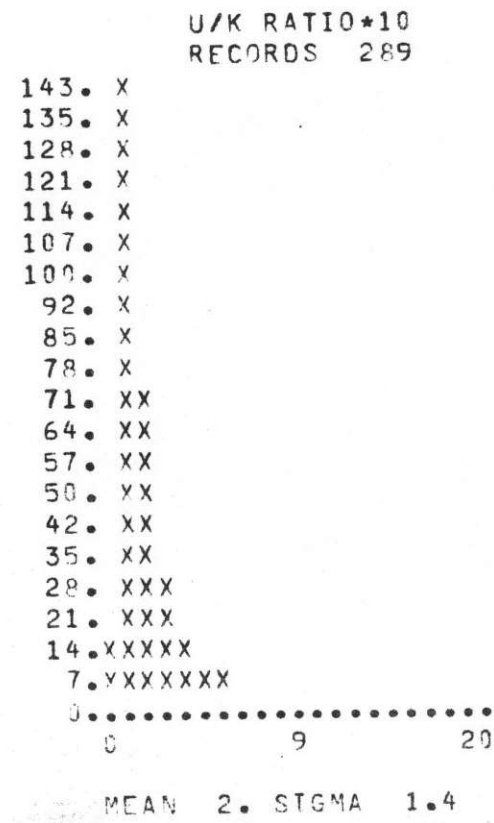 U/K RATIO*10
RECORDS 289
143. X
135. X
128. X
121. X
114. X
107. X
100. X
92. X
85. X
78. X
71. XX
64. XX
57. XX
50. XX
42. XX
35. XX
28. XXX
21. XXX
14.XXXXX
7.XXXXXXX
0......................
0 9 20
MEAN 2. SIGMA 1.4